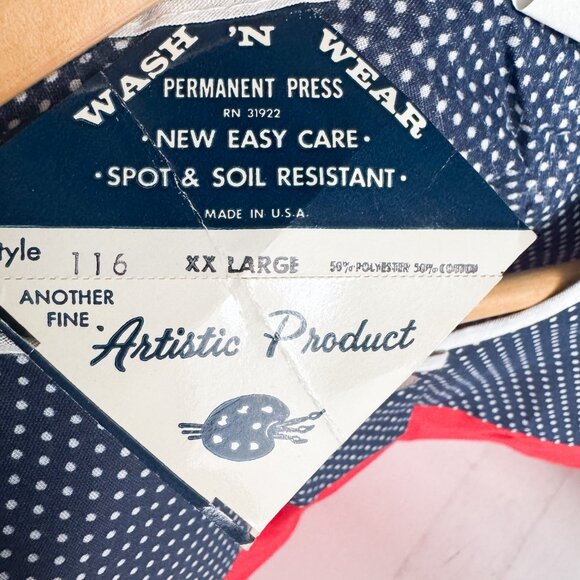 WASH 'N WEAR
PERMANENT PRESS
RN 31922
• NEW EASY CARE •
• SPOT & SOIL RESISTANT •
MADE IN U.S.A.
tyle 116 XX LARGE 50% POLYESTER 50% COTTON
ANOTHER
FINE
Artistic Product